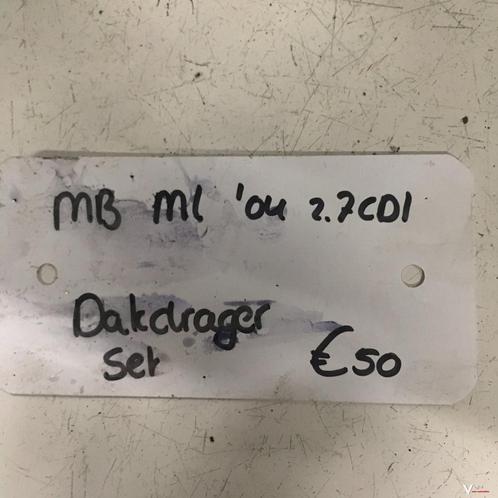 MB ML '04 2.7CDI
Dakdrager
set €50